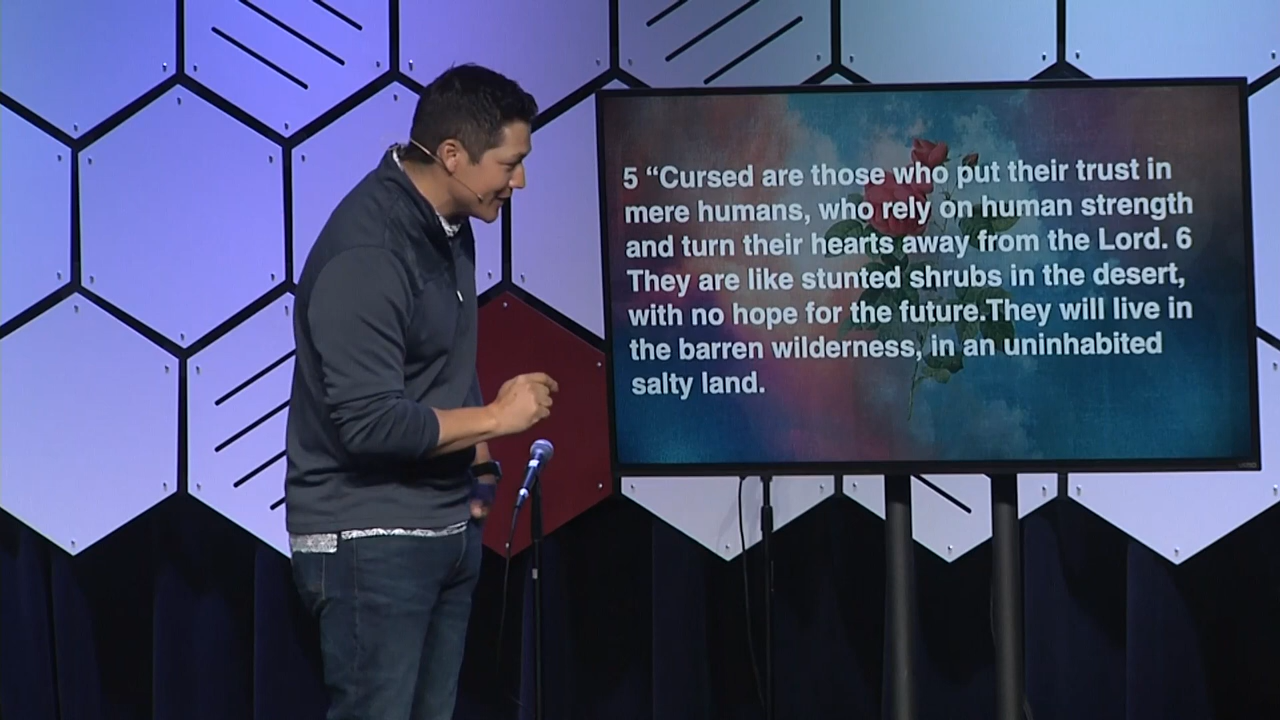 5 “Cursed are those who put their trust in
mere humans, who rely on human strength
and turn their hearts away from the Lord. 6
They are like stunted shrubs in the desert,
with no hope for the future.They will live in
the barren wilderness, in an uninhabited
salty land.